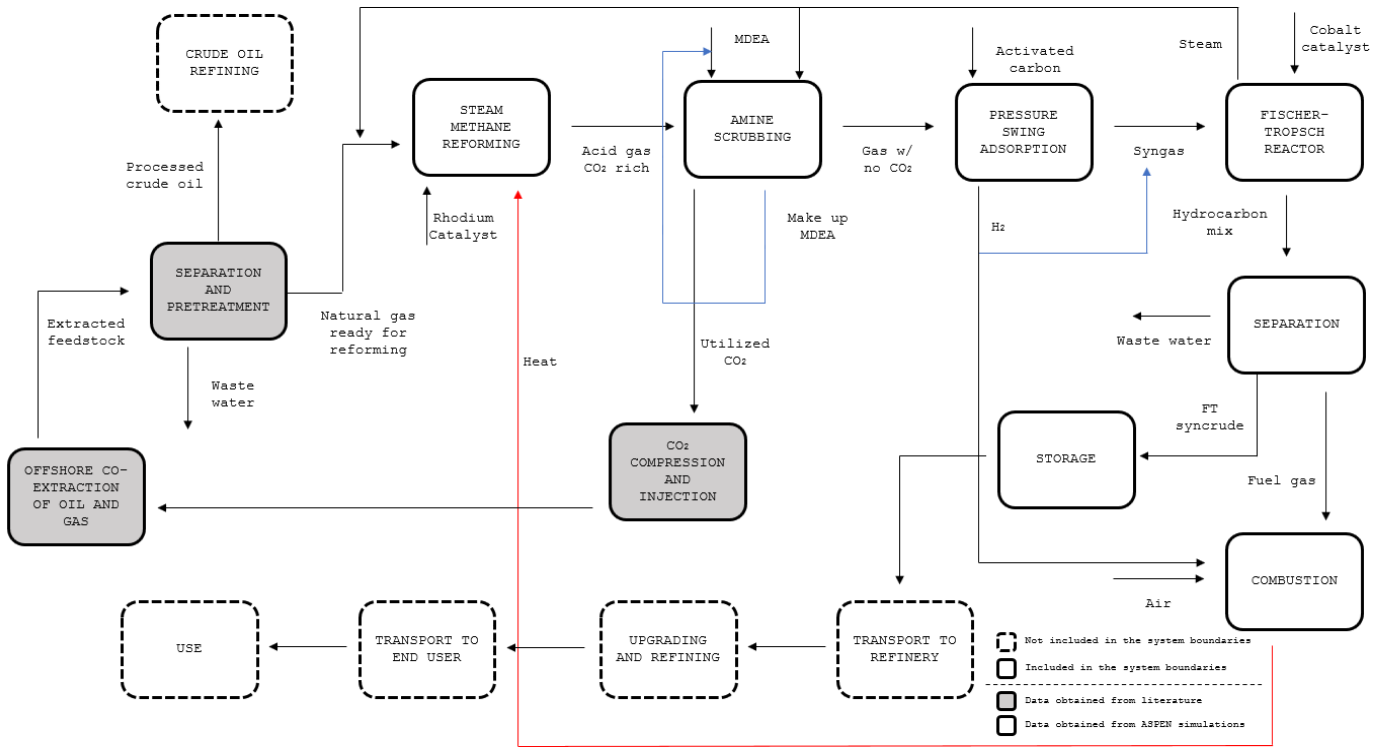 CRUDE OIL
REFINING
STEAM
METHANE
REFORMING
MDEA
AMINE
SCRUBBING
Activated
carbon
PRESSURE
SWING
ADSORPTION
Steam
Cobalt
catalyst
FISCHER-
TROPSCH
REACTOR
Processed
crude oil
Acid gas
CO₂ rich
Gas w/
no CO₂
Syngas
Rhodium
Catalyst
Make up
MDEA
H₂
Hydrocarbon
mix
SEPARATION
AND
PRETREATMENT
Extracted
feedstock
Natural gas
ready for
reforming
Heat
Utilized
CO₂
Waste water
SEPARATION
Waste
water
FT
syncrude
OFFSHORE CO-
EXTRACTION
OF OIL AND
GAS
CO₂
COMPRESSION
AND
INJECTION
STORAGE
Fuel gas
COMBUSTION
Air
USE
TRANSPORT TO
END USER
UPGRADING
AND REFINING
TRANSPORT TO
REFINERY
Not included in the system boundaries
Included in the system boundaries
Data obtained from literature
Data obtained from ASPEN simulations